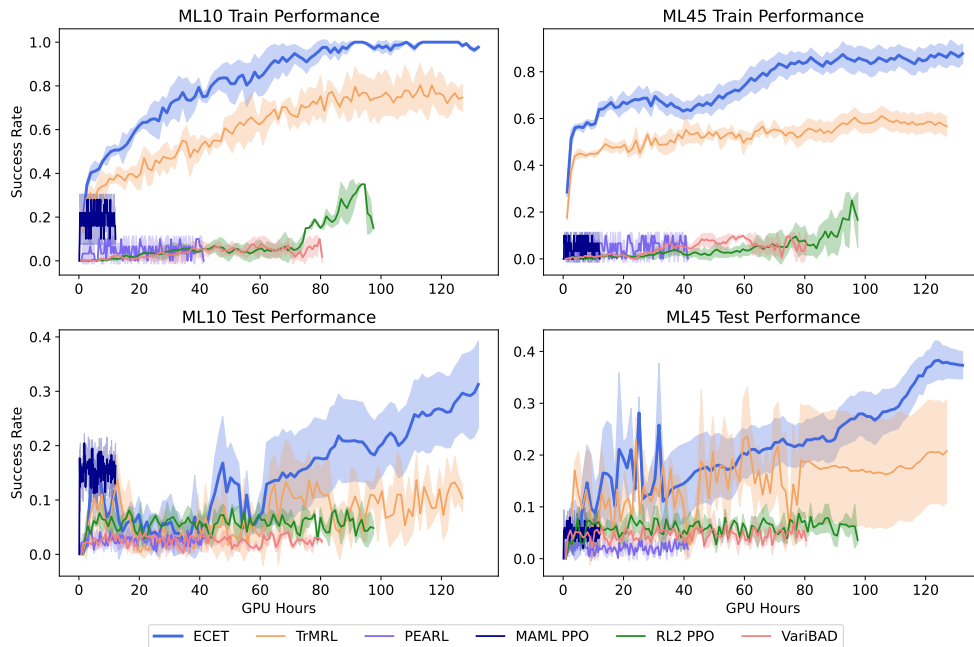 ML10 Train Performance
ML45 Train Performance
Success Rate
1.0
0.8
0.6
0.4
0.2
0.0
0 20 40 60 80 100 120
0.8
0.6
0.4
0.2
0.0
0 20 40 60 80 100 120
ML10 Test Performance
ML45 Test Performance
Success Rate
0.4
0.3
0.2
0.1
0.0
0 20 40 60 80 100 120
GPU Hours
0.4
0.3
0.2
0.1
0.0
0 20 40 60 80 100 120
GPU Hours
ECET TrMRL PEARL MAML PPO RL2 PPO VariBAD